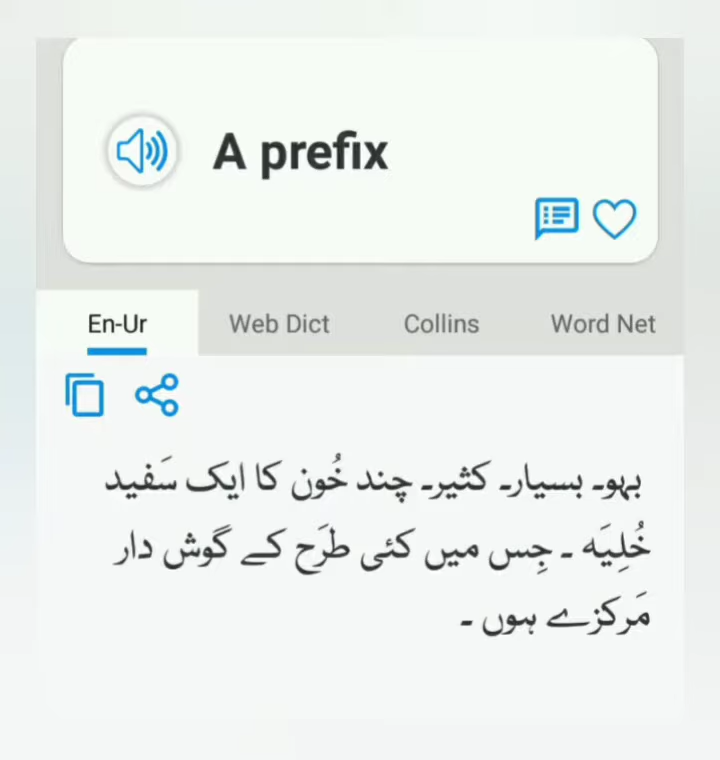 A prefix
En-Ur Web Dict Collins Word Net
بہو۔ بسیار۔ کثیر۔ چند خُون کا ایک سَفید
خُلِیَہ ۔ جِس میں کئی طرَح کے گوش دار
مَرکزے ہوں ۔